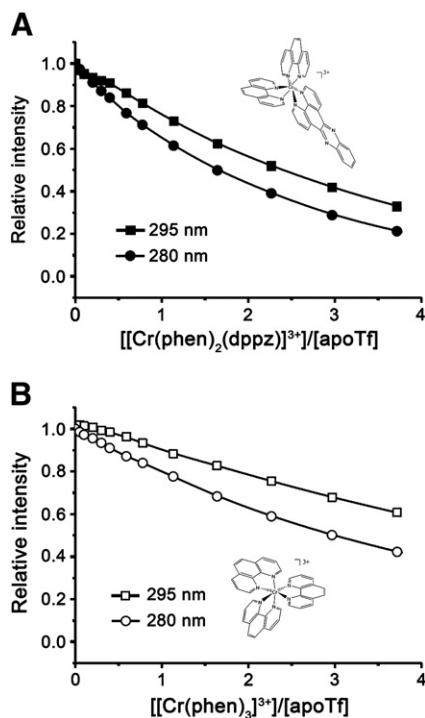 A
Relative intensity
1.0
0.8
0.6
0.4
0.2
0.0
]3+
Cr
N
N
295 nm
280 nm
0 1 2 3 4
[[Cr(phen)2(dppz)]3+]/[apoTf]
B
Relative intensity
1.0
0.8
0.6
0.4
0.2
0.0
295 nm
280 nm
]3+
Cr
0 1 2 3 4
[[Cr(phen)3]3+]/[apoTf]